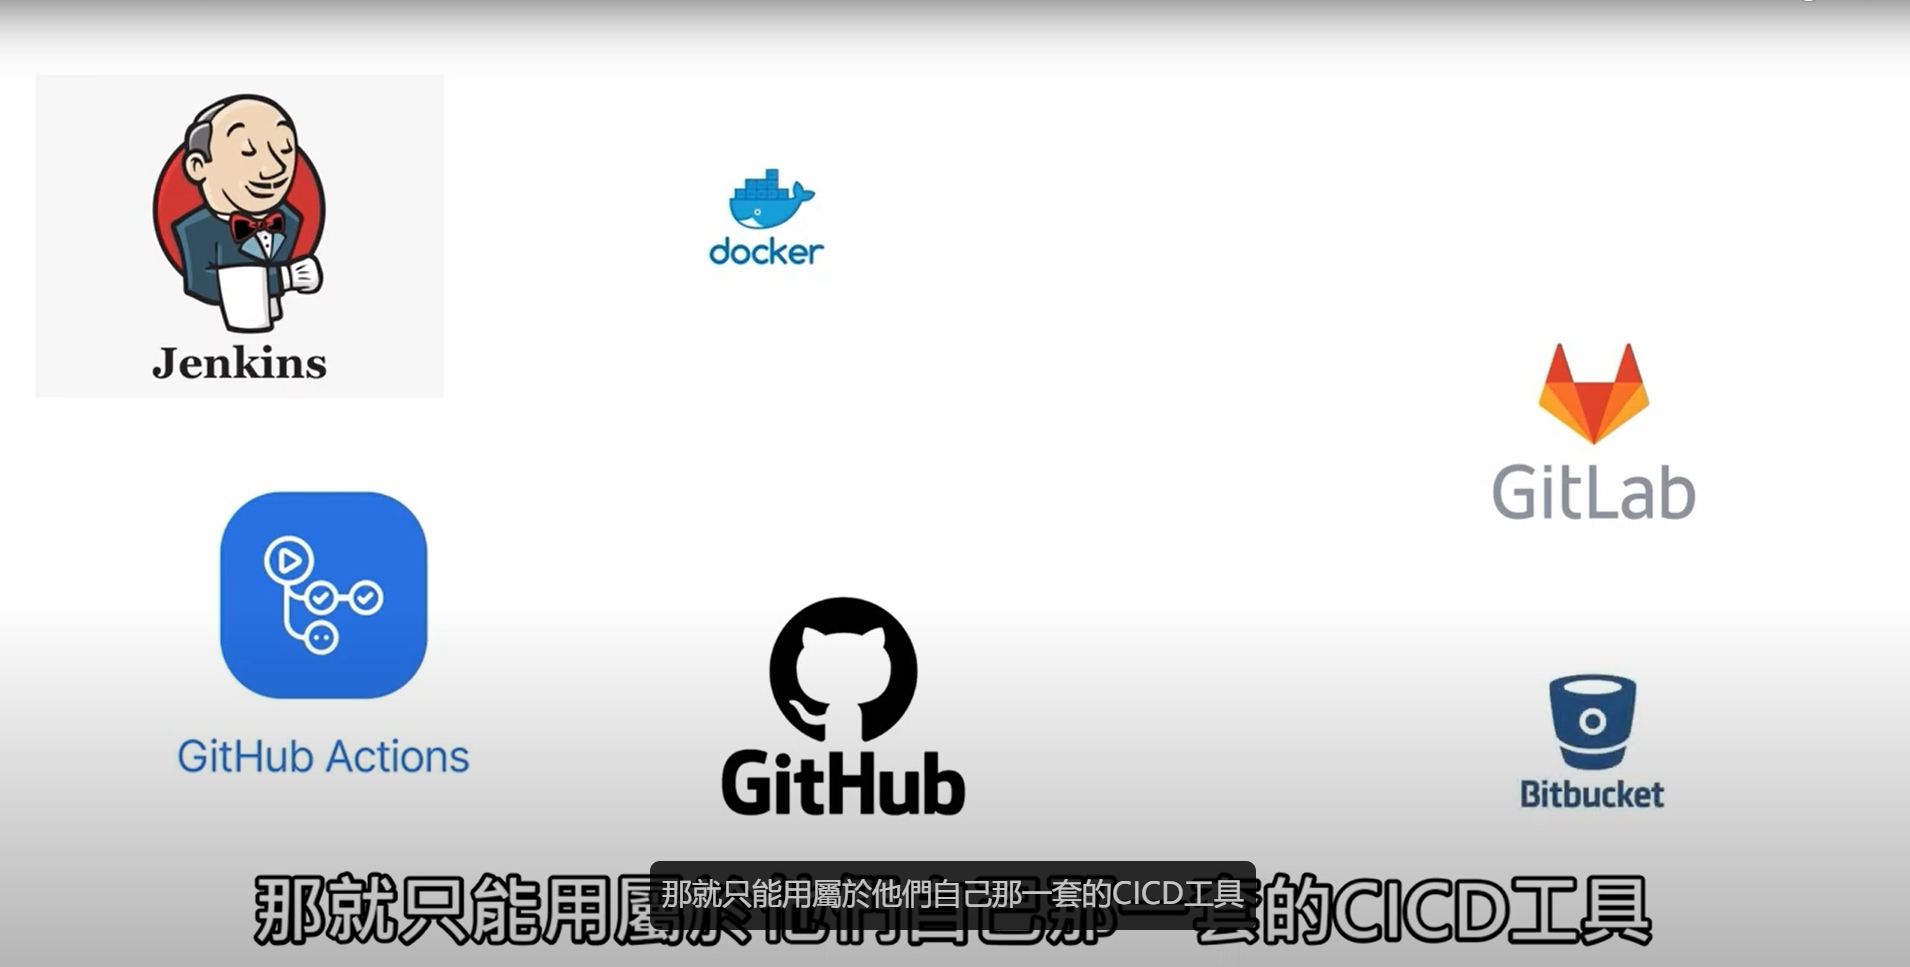 Jenkins
docker
GitLab
GitHub Actions
GitHub
Bitbucket
那就只能用屬於他們自己那一套的CICD工具
那就只能用屬於他們自己那一套的CICD工具